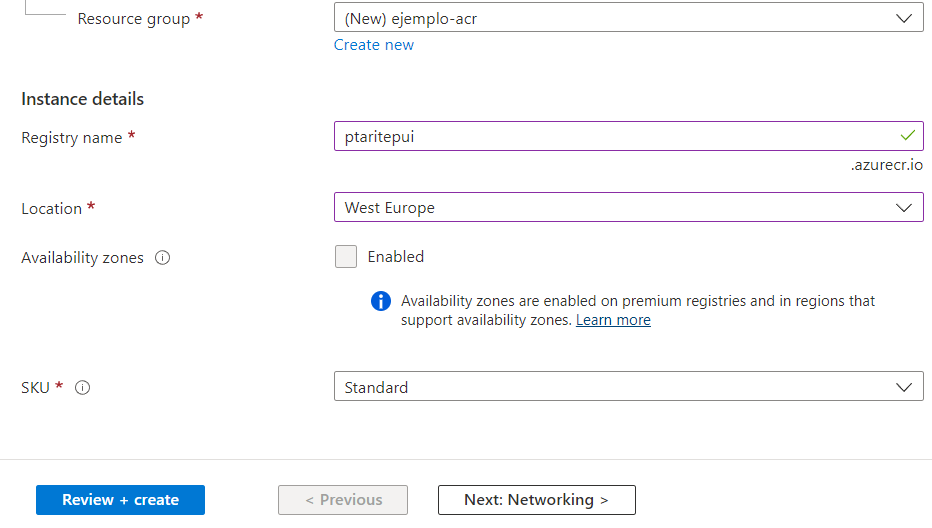 Resource group *
(New) ejemplo-acr
Create new
Instance details
Registry name *
ptaritepui
.azurecr.io
Location *
West Europe
Availability zones
Enabled
Availability zones are enabled on premium registries and in regions that
support availability zones. Learn more
SKU *
Standard
Review + create
< Previous
Next: Networking >